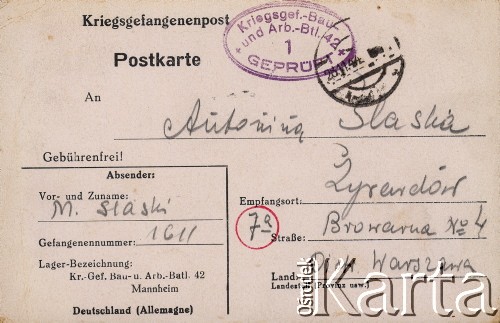 Kriegsgefangenenpost
Kriegsgef.-Bau-
und Arb.-Btl. 42
1
GEPRÜFT
Postkarte
An
Antonina Slaska
Gebührenfrei!
Absender:
Vor- und Zuname:
M. Slaski
Gefangenennummer: 1611
Lager-Bezeichnung:
Kr.-Gef. Bau- u. Arb.-Batl. 42
Mannheim
Deutschland (Allemagne)
Żyrardów
Empfangsort:
7a
Browarna No 4
Straße:
Warszawa
Land:
Landesteil (Provinz usw.)
Ośrodek
Karta